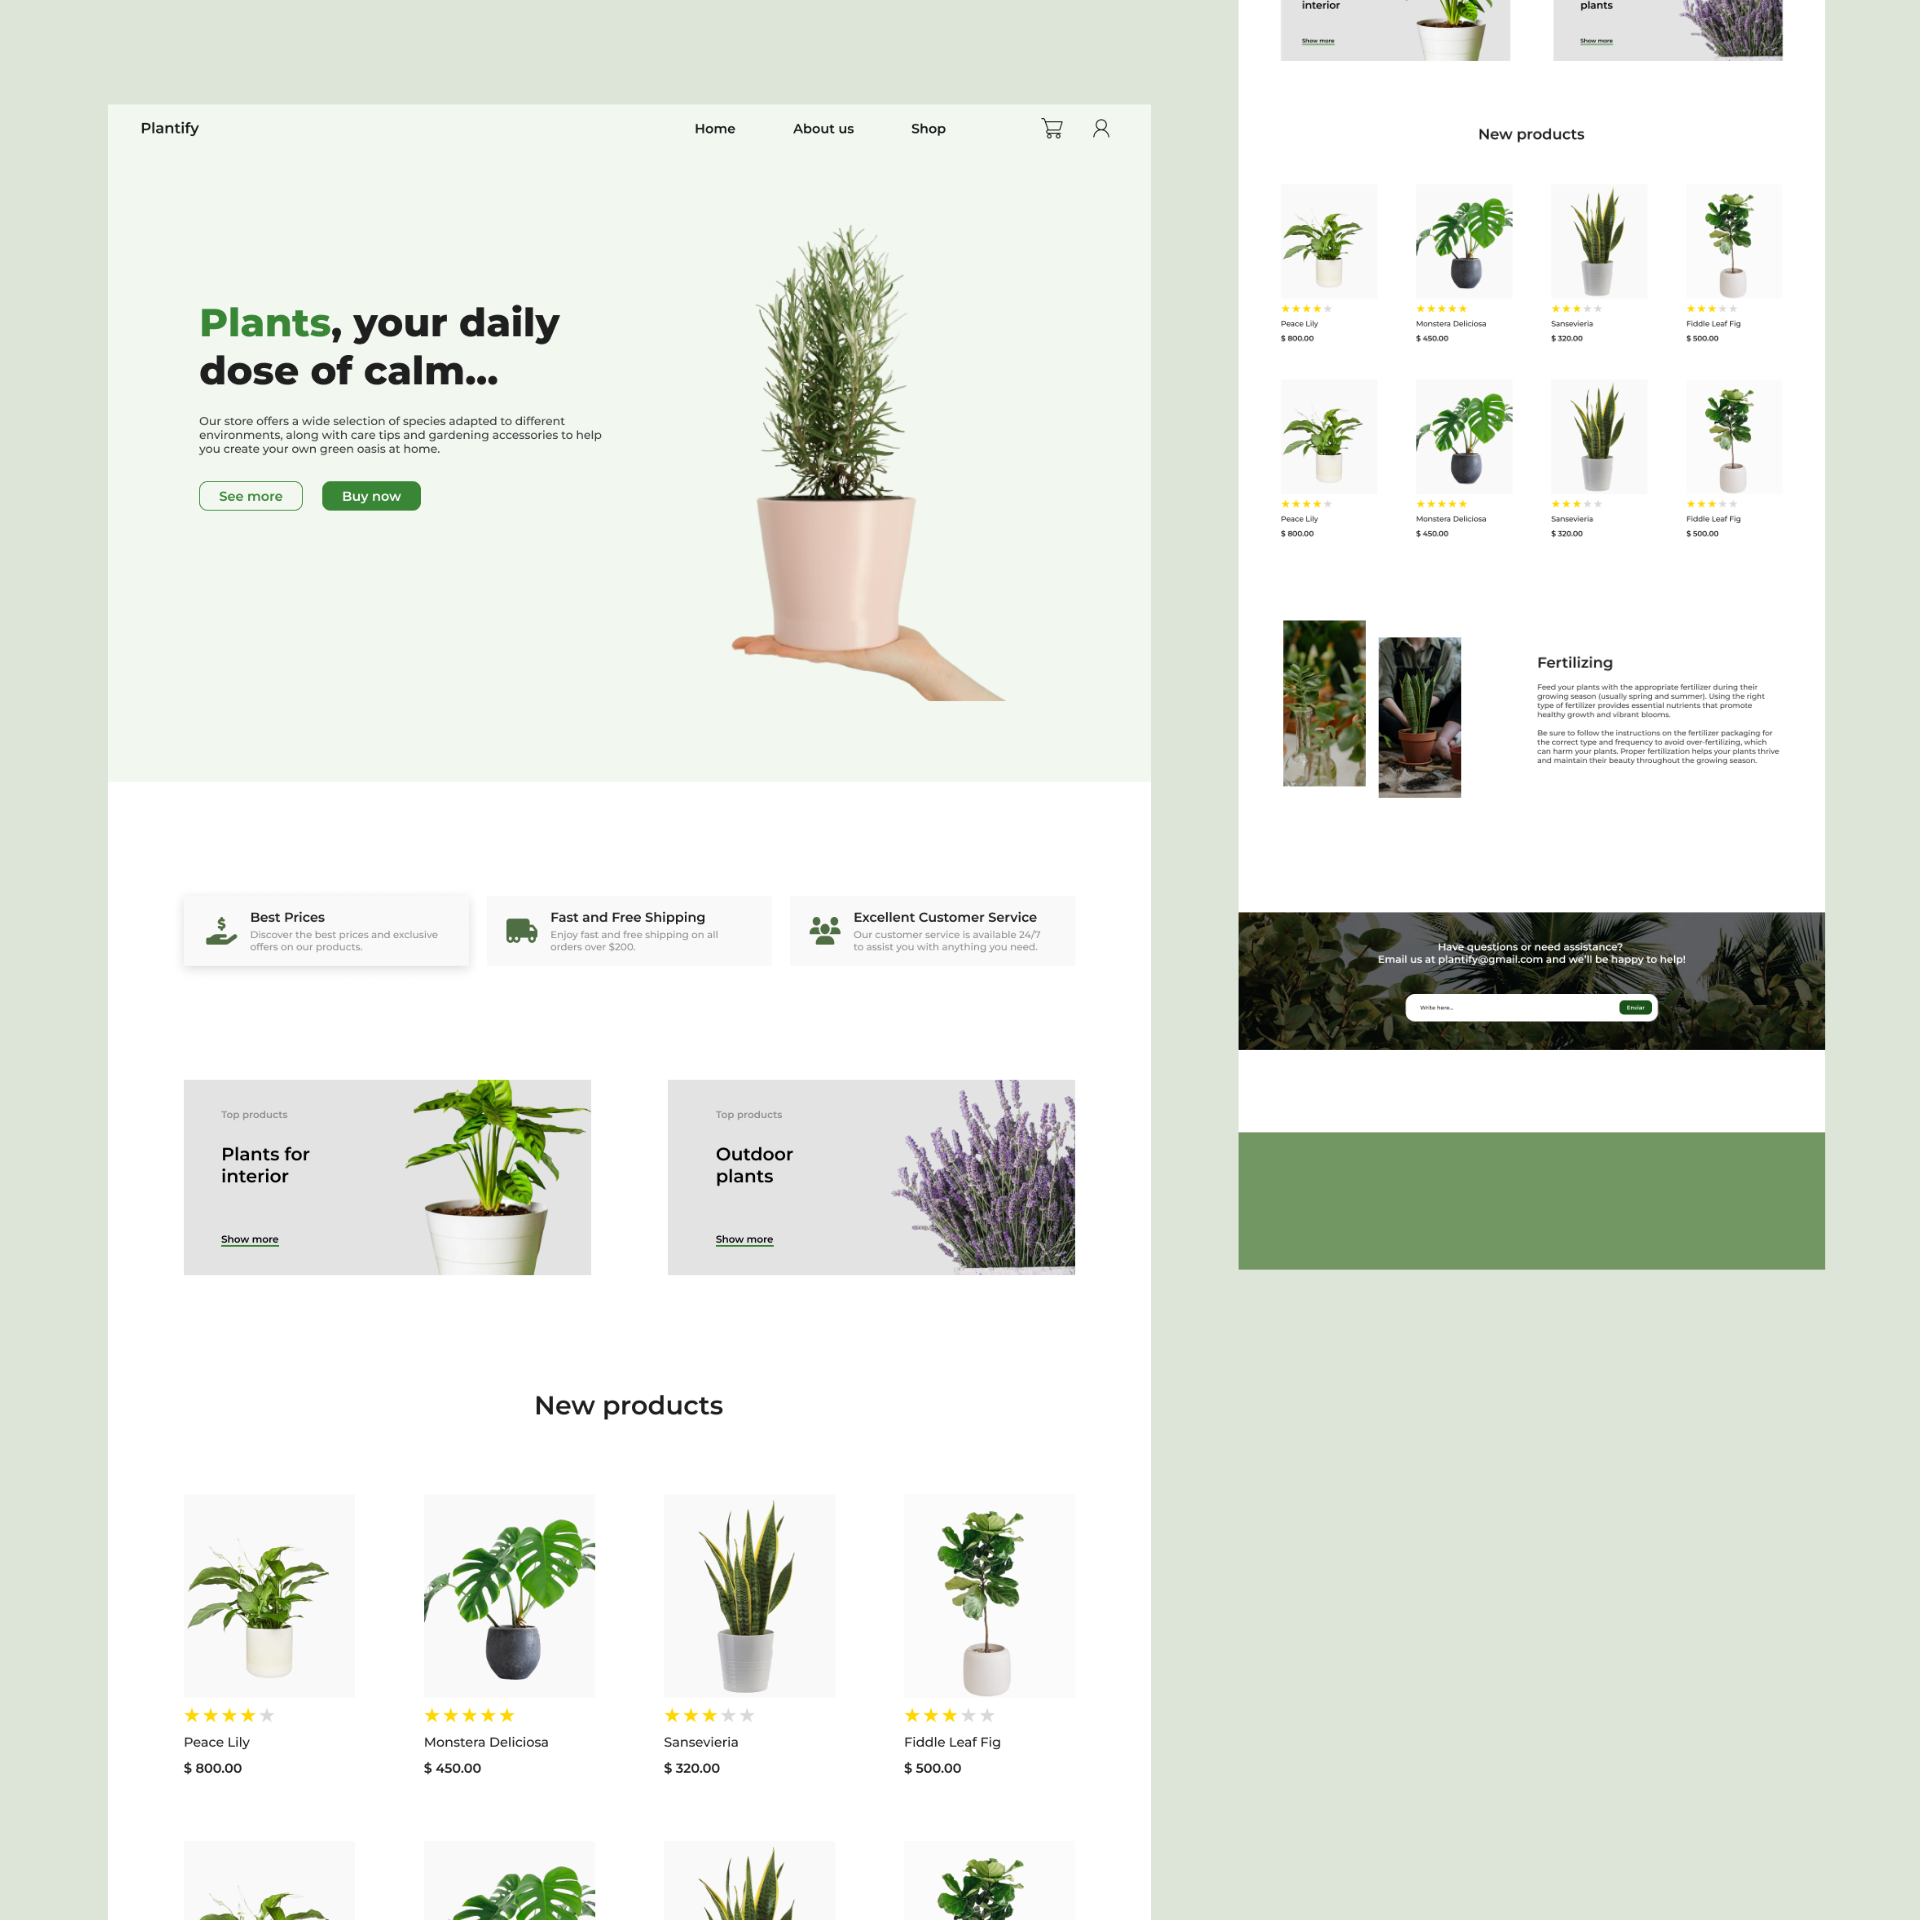 Plantify
Home
About us
Shop
Plants, your daily
dose of calm...
Our store offers a wide selection of species adapted to different
environments, along with care tips and gardening accessories to help
you create your own green oasis at home.
See more
Buy now
Best Prices
Discover the best prices and exclusive
offers on our products.
Fast and Free Shipping
Enjoy fast and free shipping on all
orders over $200.
Excellent Customer Service
Our customer service is available 24/7
to assist you with anything you need.
Top products
Plants for
interior
Show more
Top products
Outdoor
plants
Show more
New products
Peace Lily
$ 800.00
Monstera Deliciosa
$ 450.00
Sansevieria
$ 320.00
Fiddle Leaf Fig
$ 500.00
interior
Show more
plants
Show more
New products
Peace Lily
$ 800.00
Monstera Deliciosa
$ 450.00
Sansevieria
$ 320.00
Fiddle Leaf Fig
$ 500.00
Peace Lily
$ 800.00
Monstera Deliciosa
$ 450.00
Sansevieria
$ 320.00
Fiddle Leaf Fig
$ 500.00
Fertilizing
Feed your plants with the appropriate fertilizer during their
growing season (usually spring and summer). Using the right
type of fertilizer provides essential nutrients that promote
healthy growth and vibrant blooms.
Be sure to follow the instructions on the fertilizer packaging for
the correct type and frequency to avoid over-fertilizing, which
can harm your plants. Proper fertilization helps your plants thrive
and maintain their beauty throughout the growing season.
Have questions or need assistance?
Email us at plantify@gmail.com and we'll be happy to help!
Write here...
Enviar